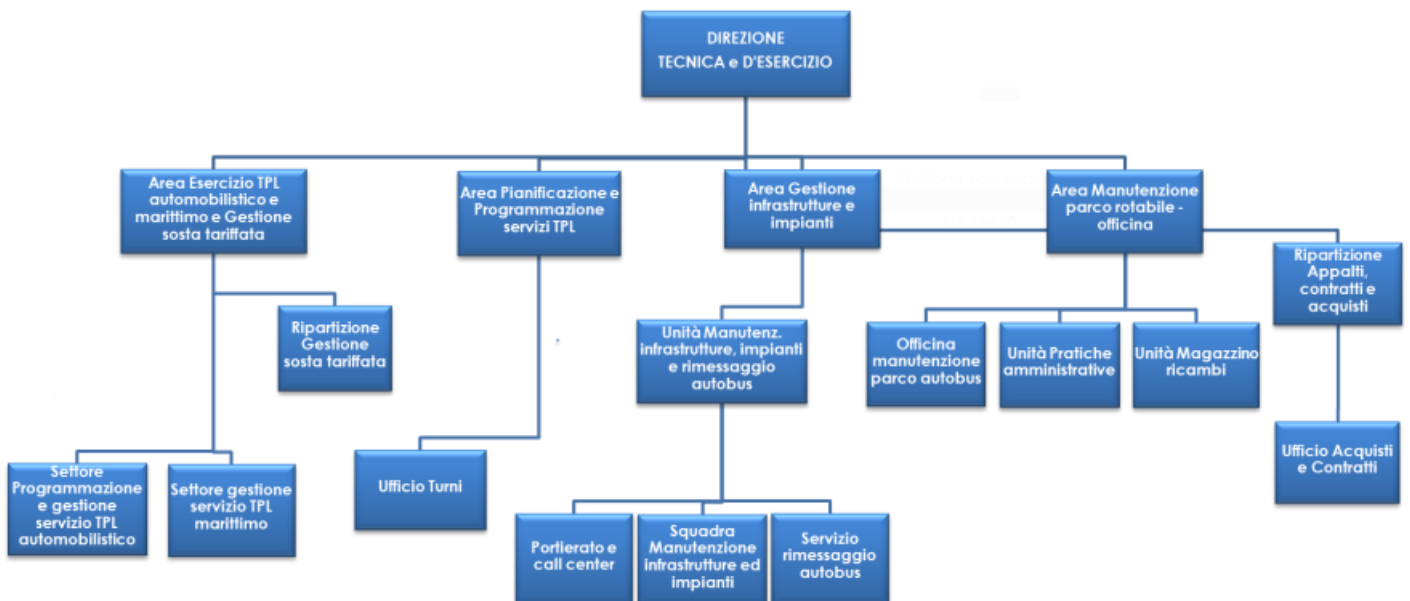 DIREZIONE
TECNICA e D'ESERCIZIO
Area Esercizio TPL
automobilistico e
marittimo e Gestione
sosta tariffata
Area Pianificazione e
Programmazione
servizi TPL
Area Gestione
infrastrutture e
impianti
Area Manutenzione
parco rotabile -
officina
Ripartizione
Appalti,
contratti e
acquisti
Ripartizione
Gestione
sosta tariffata
Unità Manutenz.
infrastrutture, impianti
e rimessaggio
autobus
Officina
manutenzione
parco autobus
Unità Pratiche
amministrative
Unità Magazzino
ricambi
Settore
Programmazione
e gestione
servizio TPL
automobilistico
Settore gestione
servizio TPL
marittimo
Ufficio Turni
Ufficio Acquisti
e Contratti
Portierato e
call center
Squadra
Manutenzione
infrastrutture ed
impianti
Servizio
rimessaggio
autobus